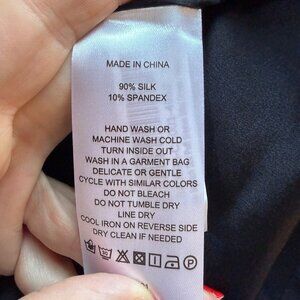 MADE IN CHINA
90% SILK
10% SPANDEX
HAND WASH OR
MACHINE WASH COLD
TURN INSIDE OUT
WASH IN A GARMENT BAG
DELICATE OR GENTLE
CYCLE WITH SIMILAR COLORS
DO NOT BLEACH
DO NOT TUMBLE DRY
LINE DRY
COOL IRON ON REVERSE SIDE
DRY CLEAN IF NEEDED